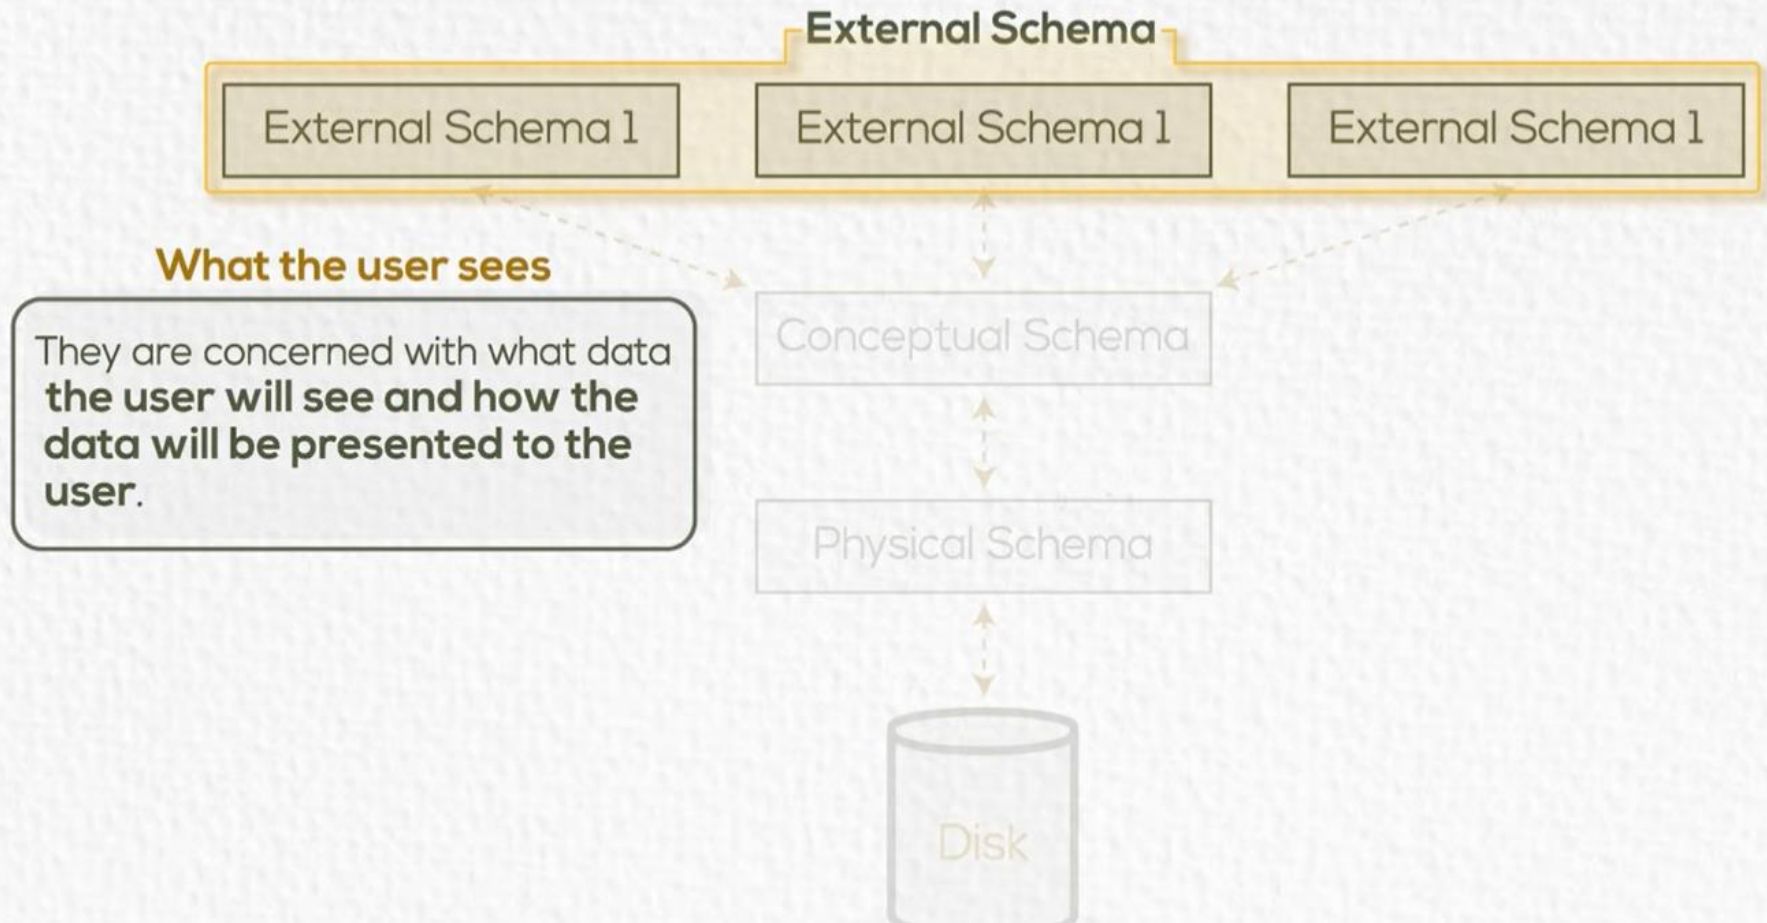 External Schema
External Schema 1
External Schema 1
External Schema 1
What the user sees
They are concerned with what data
the user will see and how the
data will be presented to the
user.
Conceptual Schema
Physical Schema
Disk